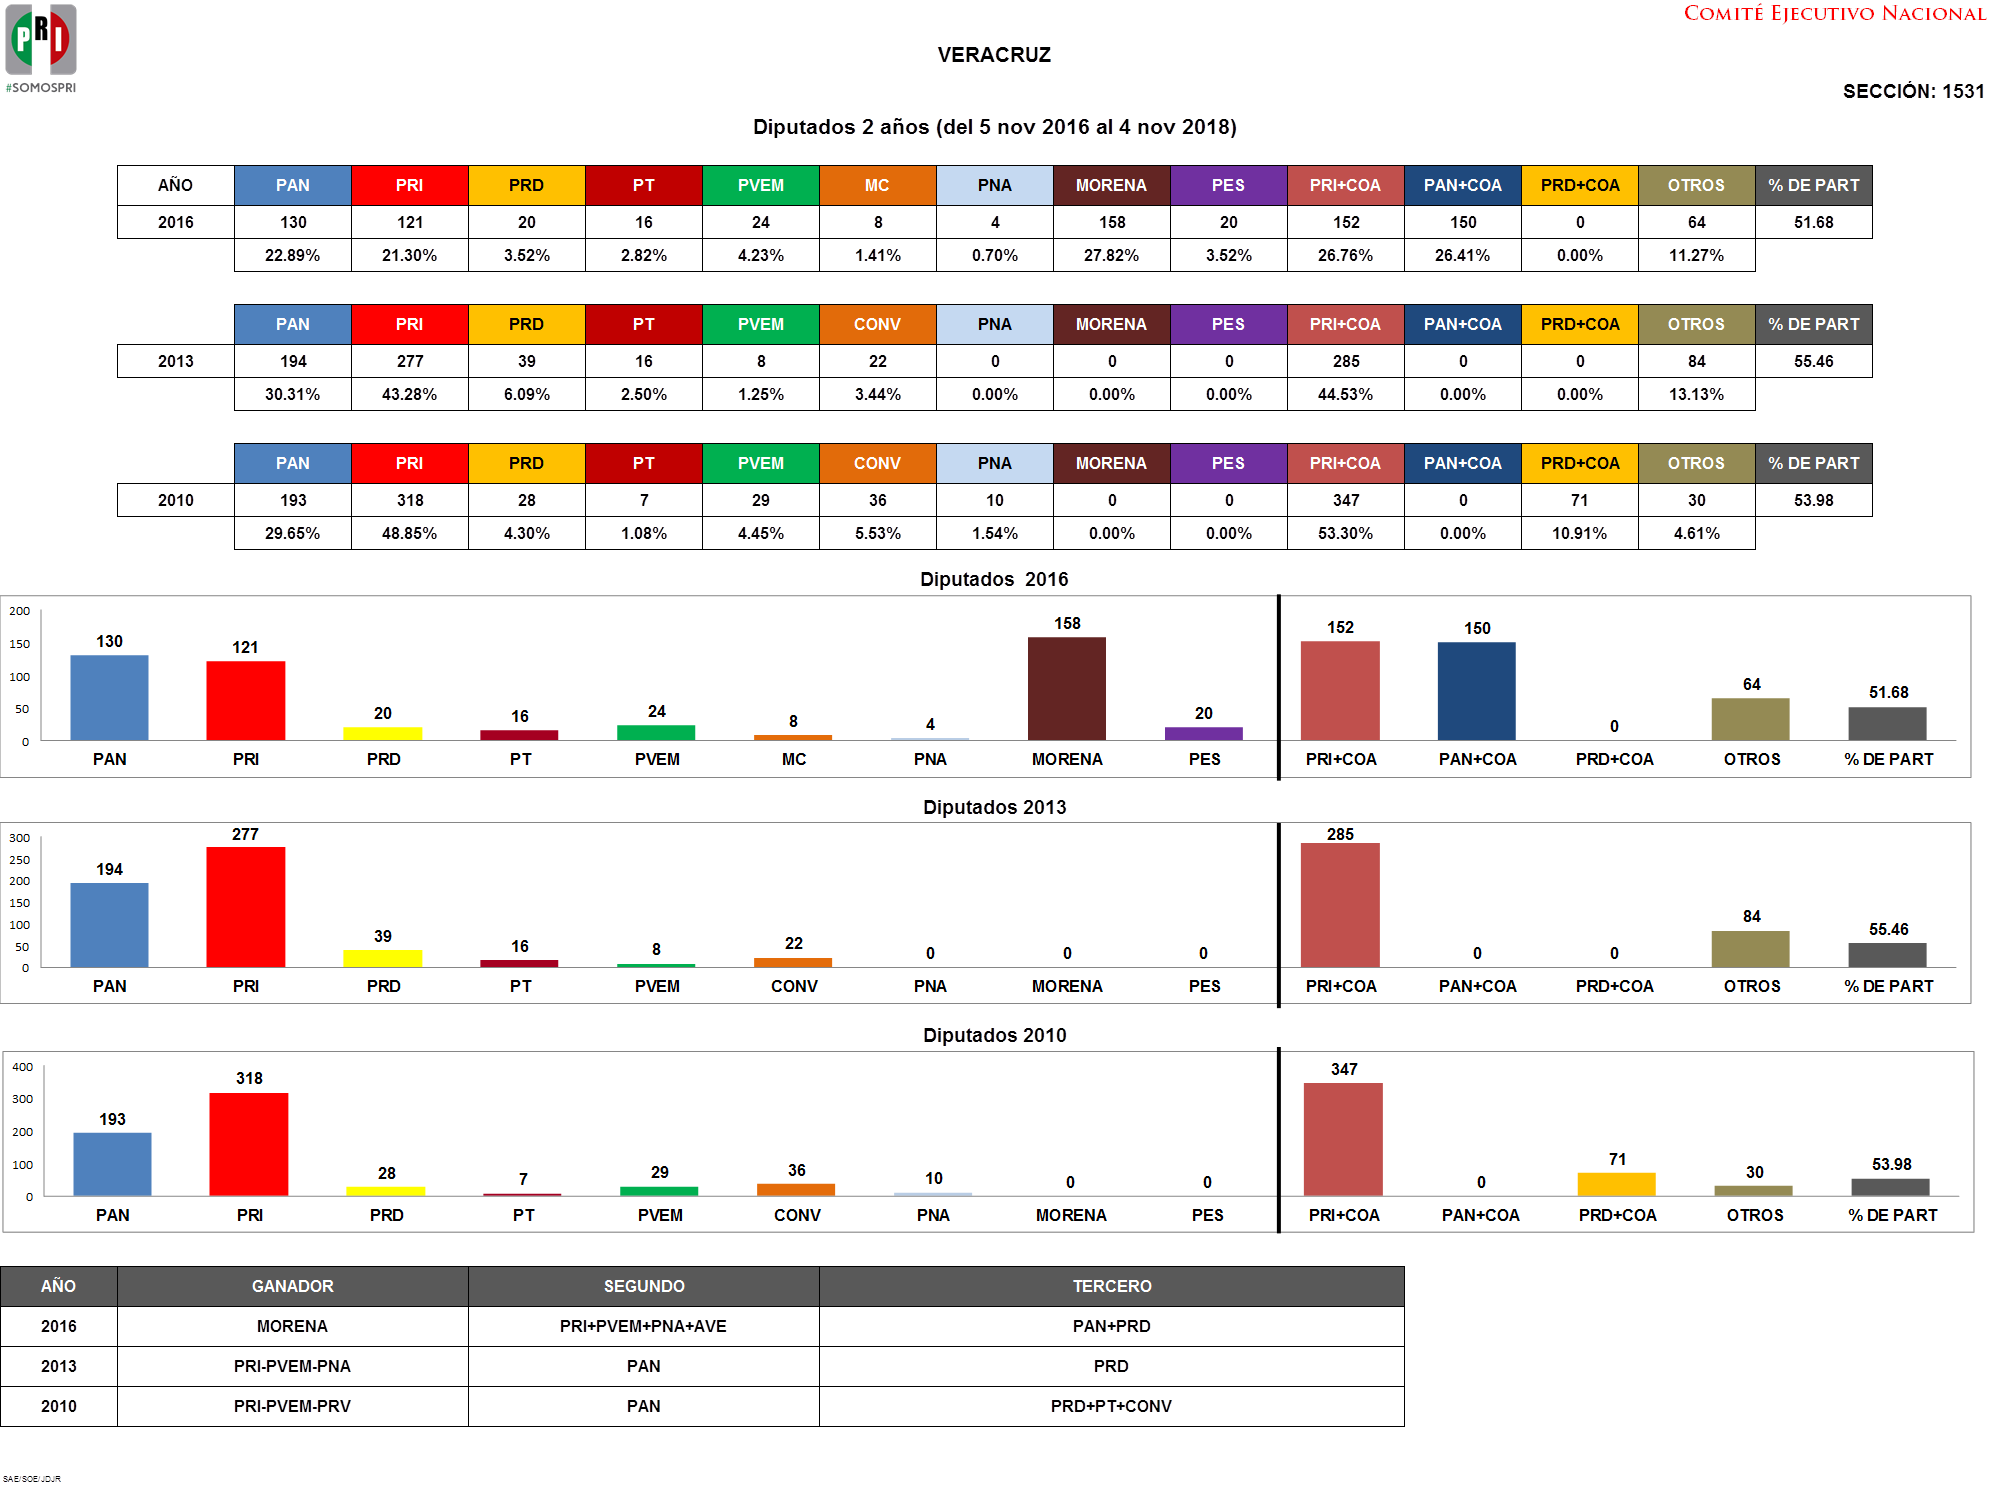 PRI
#SOMOSPRI
COMITÉ EJECUTIVO NACIONAL
VERACRUZ
SECCIÓN: 1531
Diputados 2 años (del 5 nov 2016 al 4 nov 2018)
AÑO PAN PRI PRD PT PVEM MC PNA MORENA PES PRI+COA PAN+COA PRD+COA OTROS % DE PART
2016 130 121 20 16 24 8 4 158 20 152 150 0 64 51.68
22.89% 21.30% 3.52% 2.82% 4.23% 1.41% 0.70% 27.82% 3.52% 26.76% 26.41% 0.00% 11.27%
PAN PRI PRD PT PVEM CONV PNA MORENA PES PRI+COA PAN+COA PRD+COA OTROS % DE PART
2013 194 277 39 16 8 22 0 0 0 285 0 0 84 55.46
30.31% 43.28% 6.09% 2.50% 1.25% 3.44% 0.00% 0.00% 0.00% 44.53% 0.00% 0.00% 13.13%
PAN PRI PRD PT PVEM CONV PNA MORENA PES PRI+COA PAN+COA PRD+COA OTROS % DE PART
2010 193 318 28 7 29 36 10 0 0 347 0 71 30 53.98
29.65% 48.85% 4.30% 1.08% 4.45% 5.53% 1.54% 0.00% 0.00% 53.30% 0.00% 10.91% 4.61%
Diputados 2016
200
150
100
50
0
130 121 20 16 24 8 4 158 20 152 150 0 64 51.68
PAN PRI PRD PT PVEM MC PNA MORENA PES PRI+COA PAN+COA PRD+COA OTROS % DE PART
Diputados 2013
300
250
200
150
100
50
0
194 277 39 16 8 22 0 0 0 285 0 0 84 55.46
PAN PRI PRD PT PVEM CONV PNA MORENA PES PRI+COA PAN+COA PRD+COA OTROS % DE PART
Diputados 2010
400
300
200
100
0
193 318 28 7 29 36 10 0 0 347 0 71 30 53.98
PAN PRI PRD PT PVEM CONV PNA MORENA PES PRI+COA PAN+COA PRD+COA OTROS % DE PART
AÑO GANADOR SEGUNDO TERCERO
2016 MORENA PRI+PVEM+PNA+AVE PAN+PRD
2013 PRI-PVEM-PNA PAN PRD
2010 PRI-PVEM-PRV PAN PRD+PT+CONV
SAE/SOE/JDJR